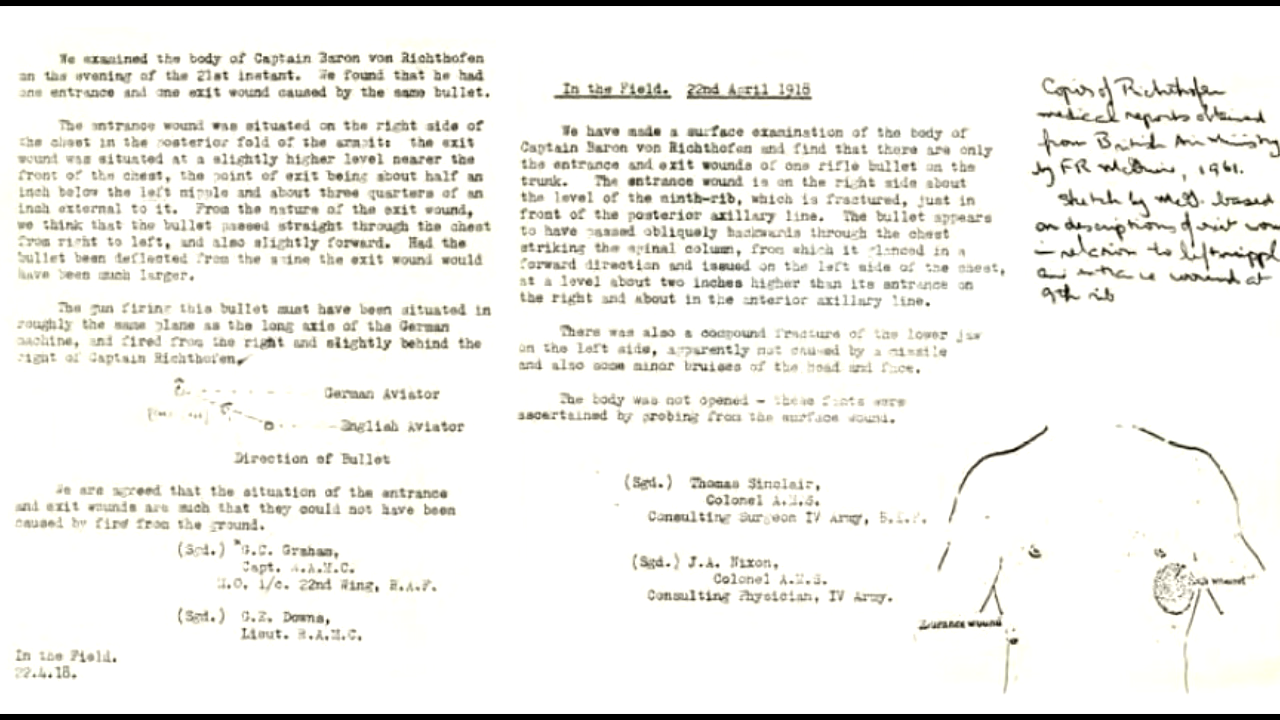 We examined the body of Captain Baron von Richthofen
on the evening of the 21st instant. We found that he had
one entrance and one exit wound caused by the same bullet.
The entrance wound was situated on the right side of
the chest in the posterior fold of the armpit: the exit
wound was situated at a slightly higher level nearer the
front of the chest, the point of exit being about half an
inch below the left nipple and about three quarters of an
inch external to it. From the nature of the exit wound,
we think that the bullet passed straight through the chest
from right to left, and also slightly forward. Had the
bullet been deflected from the spine the exit wound would
have been much larger.
The gun firing this bullet must have been situated in
roughly the same plane as the long axis of the German
machine, and fired from the right and slightly behind the
right of Captain Richthofen.
German Aviator
English Aviator
Direction of Bullet
We are agreed that the situation of the entrance
and exit wounds are such that they could not have been
caused by fire from the ground.
(Sgd.) G.C. Graham,
Capt. A.A.M.C.
M.O. i/c. 22nd Wing, R.A.F.
(Sgd.) G.E. Downs,
Lieut. R.A.M.C.
In the Field.
22.4.18.
In the Field. 22nd April 1918
We have made a surface examination of the body of
Captain Baron von Richthofen and find that there are only
the entrance and exit wounds of one rifle bullet on the
trunk. The entrance wound is on the right side about
the level of the ninth-rib, which is fractured, just in
front of the posterior axillary line. The bullet appears
to have passed obliquely backwards through the chest
striking the spinal column, from which it glanced in a
forward direction and issued on the left side of the chest,
at a level about two inches higher than its entrance on
the right and about in the anterior axillary line.
There was also a compound fracture of the lower jaw
on the left side, apparently not caused by a missile
and also some minor bruises of the head and face.
The body was not opened - these facts were
ascertained by probing from the surface wound.
(Sgd.) Thomas Sinclair,
Colonel A.M.S.
Consulting Surgeon IV Army, B.E.F.
(Sgd.) J.A. Nixon,
Colonel A.M.S.
Consulting Physician, IV Army.
Copies of Richthofen
medical reports obtained
from British Air Ministry
by F.R. McGuire, 1961.
Sketch by McG. based
on descriptions of exit
in relation to left nippl
and entrance wound at
9th rib
Entrance wound
Exit wound